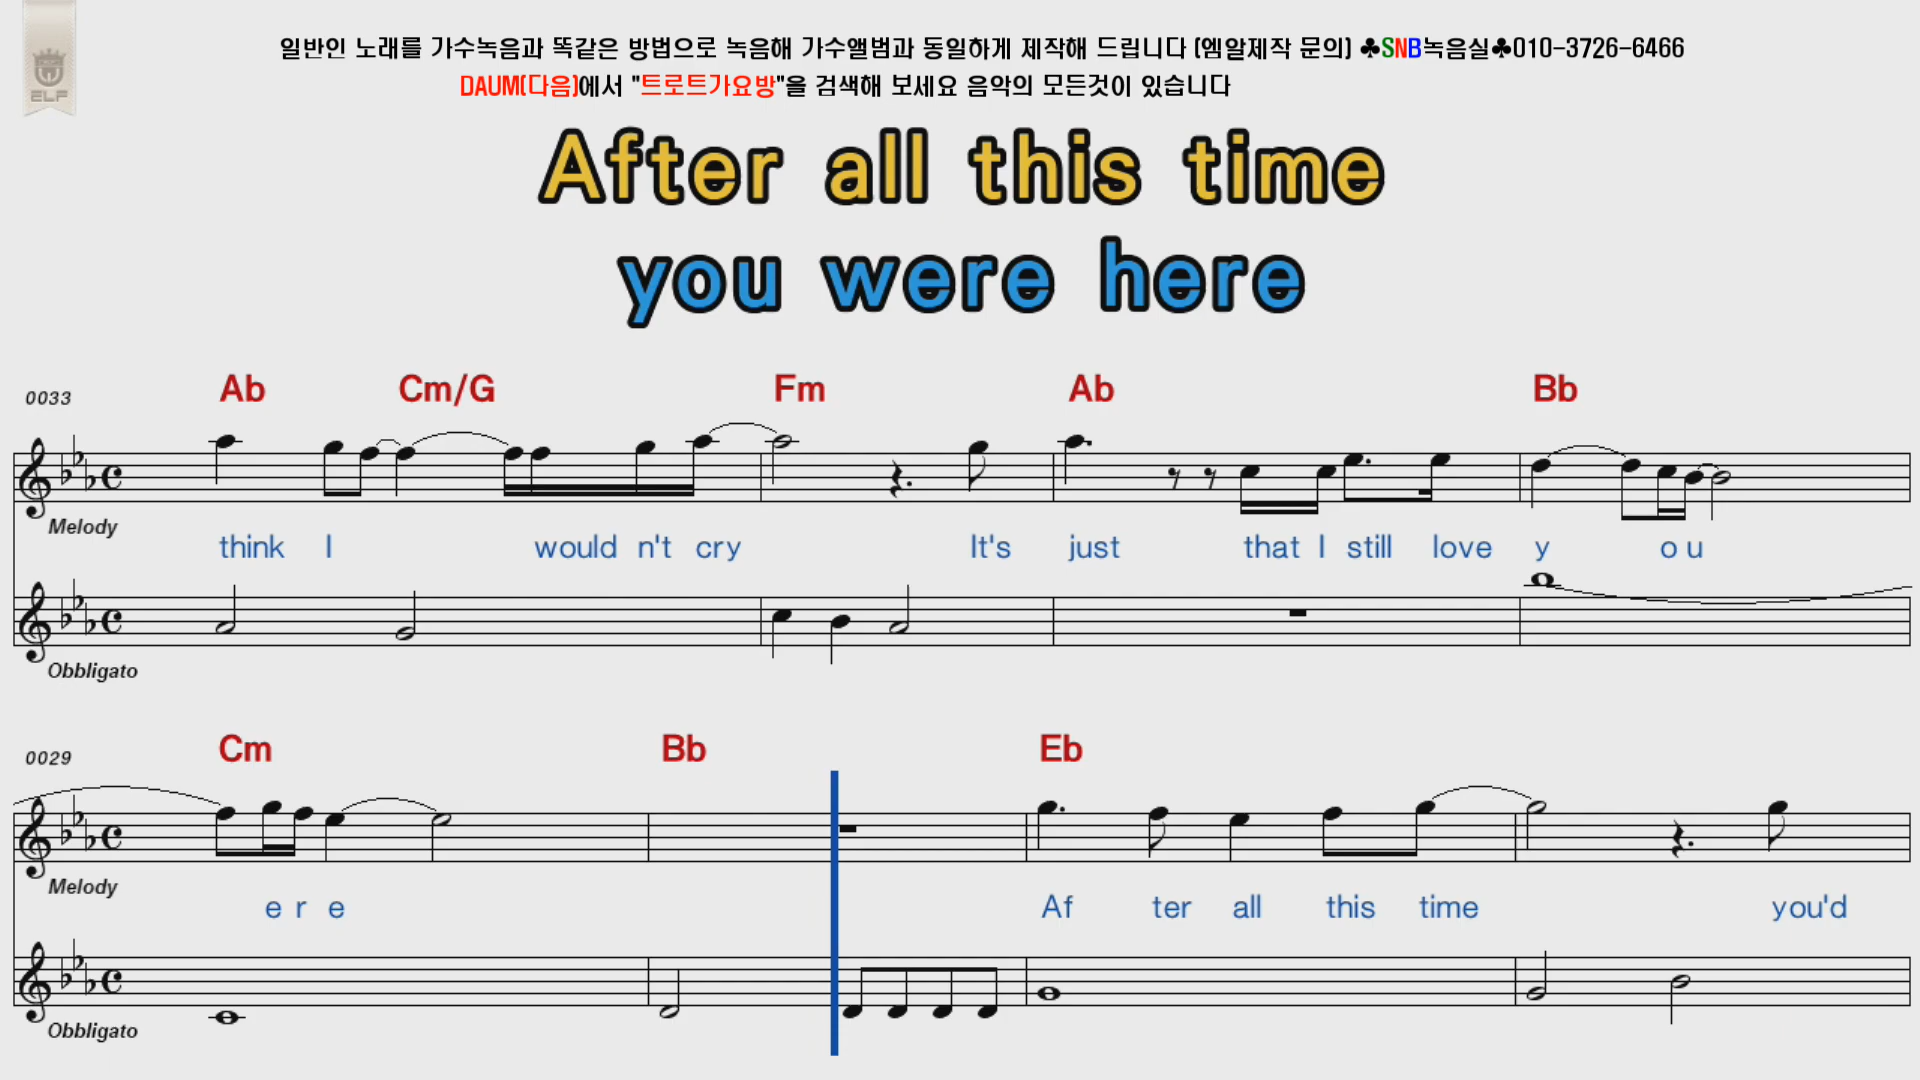 ELF
일반인 노래를 가수녹음과 똑같은 방법으로 녹음해 가수앨범과 동일하게 제작해 드립니다 (엠알제작 문의) ♣SNB녹음실♣010-3726-6466
DAUM(다음)에서 "트로트가요방"을 검색해 보세요 음악의 모든것이 있습니다
After all this time
you were here
0033 Ab Cm/G Fm Ab Bb
Melody
think I would n't cry It's just that I still love y o u
Obbligato
0029 Cm Bb Eb
Melody
e r e Af ter all this time you'd
Obbligato